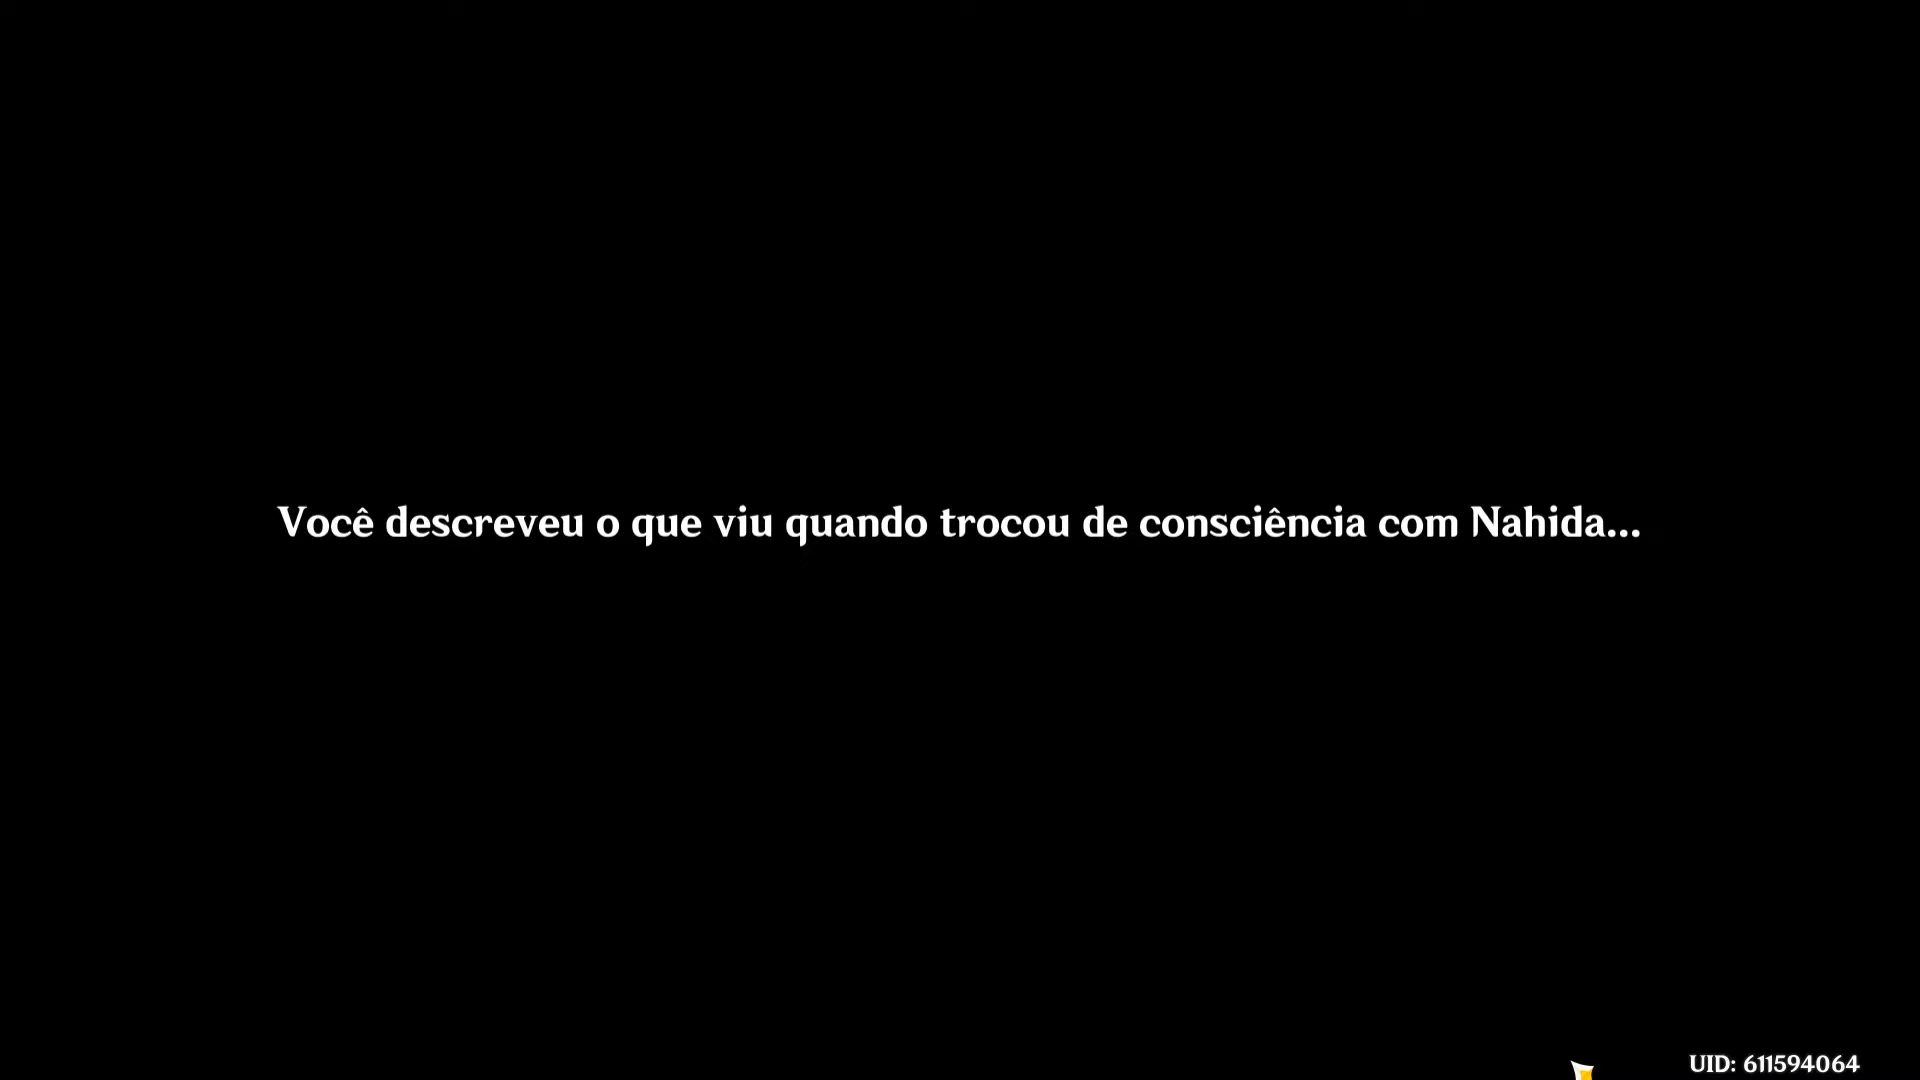 Você descreveu o que viu quando trocou de consciência com Nahida...
UID: 611594064